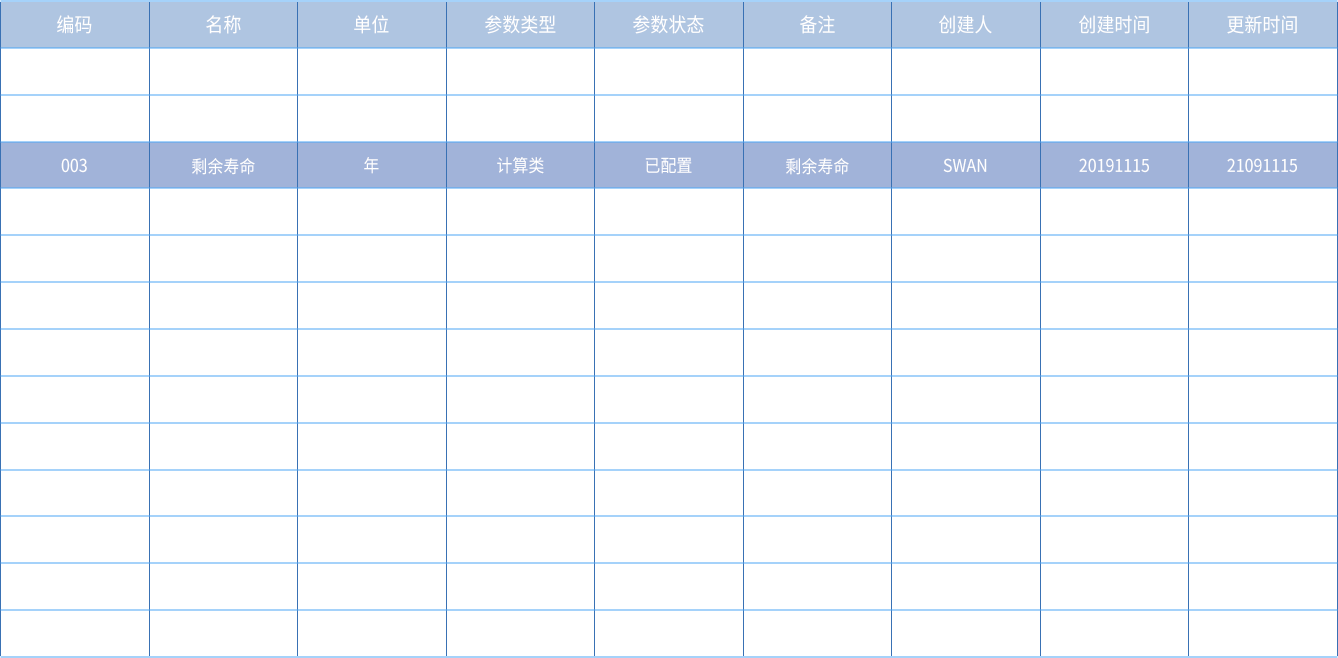 编码 名称 单位 参数类型 参数状态 备注 创建人 创建时间 更新时间
003 剩余寿命 年 计算类 已配置 剩余寿命 SWAN 20191115 21091115